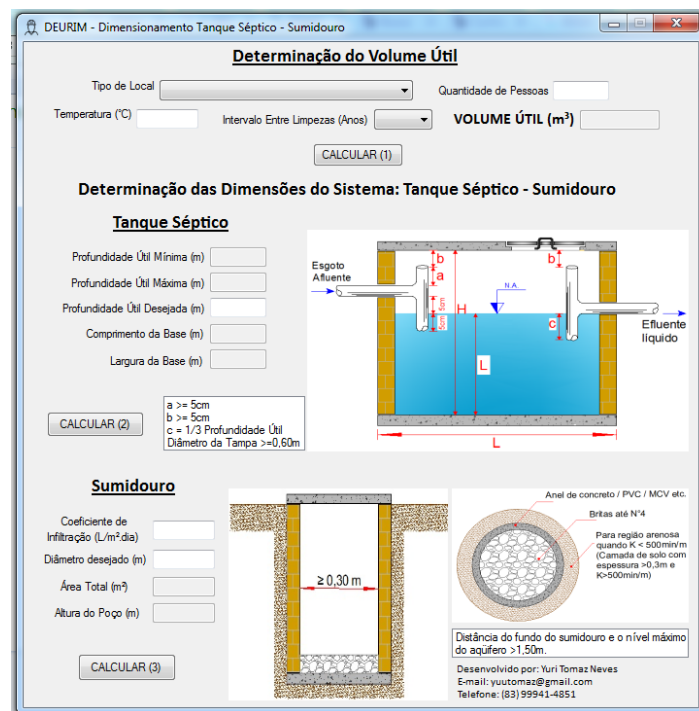 DEURIM - Dimensionamento Tanque Séptico - Sumidouro
Determinação do Volume Útil
Tipo de Local
Quantidade de Pessoas
Temperatura (°C)
Intervalo Entre Limpezas (Anos)
VOLUME ÚTIL (m³)
CALCULAR (1)
Determinação das Dimensões do Sistema: Tanque Séptico - Sumidouro
Tanque Séptico
Profundidade Útil Mínima (m)
Profundidade Útil Máxima (m)
Profundidade Útil Desejada (m)
Comprimento da Base (m)
Largura da Base (m)
CALCULAR (2)
a >= 5cm
b >= 5cm
c = 1/3 Profundidade Útil
Diâmetro da Tampa >=0,60m
Esgoto
Afluente
b
a
5cm
5cm
H
N.A.
L
b
c
Efluente
líquido
L
Sumidouro
Coeficiente de
Infiltração (L/m².dia)
Diâmetro desejado (m)
Área Total (m²)
Altura do Poço (m)
CALCULAR (3)
≥ 0,30 m
Anel de concreto / PVC / MCV etc.
Britas até N°4
Para região arenosa
quando K < 500min/m
(Camada de solo com
espessura >0,3m e
K>500min/m)
Distância do fundo do sumidouro e o nível máximo
do aqüifero >1,50m.
Desenvolvido por: Yuri Tomaz Neves
E-mail: yuutomaz@gmail.com
Telefone: (83) 99941-4851